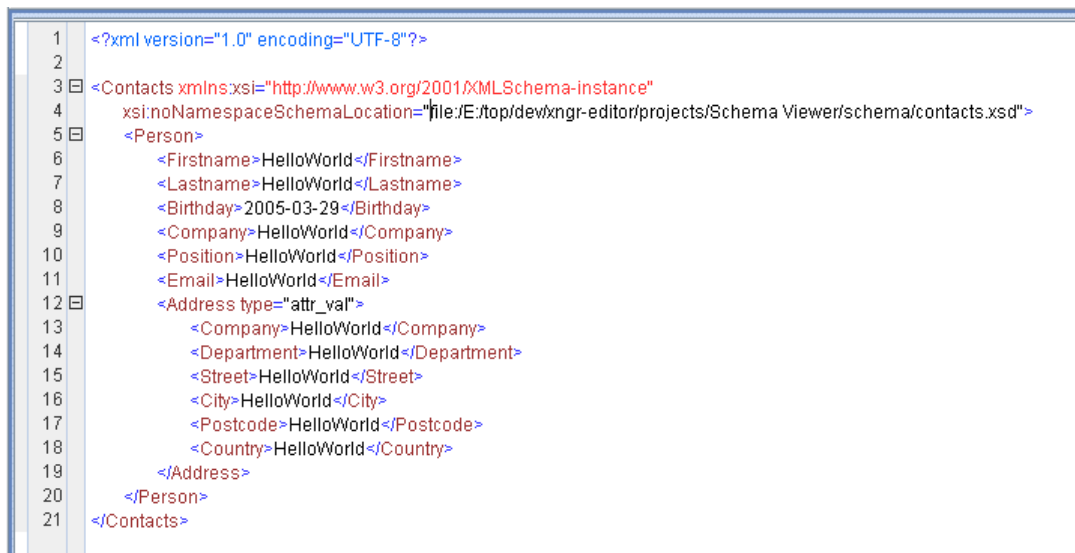 1 <?xml version="1.0" encoding="UTF-8"?>
2
3 <Contacts xmlns:xsi="http://www.w3.org/2001/XMLSchema-instance"
4 xsi:noNamespaceSchemaLocation="file:/E:/top/dev/xngr-editor/projects/Schema Viewer/schema/contacts.xsd">
5 <Person>
6 <Firstname>HelloWorld</Firstname>
7 <Lastname>HelloWorld</Lastname>
8 <Birthday>2005-03-29</Birthday>
9 <Company>HelloWorld</Company>
10 <Position>HelloWorld</Position>
11 <Email>HelloWorld</Email>
12 <Address type="attr_val">
13 <Company>HelloWorld</Company>
14 <Department>HelloWorld</Department>
15 <Street>HelloWorld</Street>
16 <City>HelloWorld</City>
17 <Postcode>HelloWorld</Postcode>
18 <Country>HelloWorld</Country>
19 </Address>
20 </Person>
21 </Contacts>